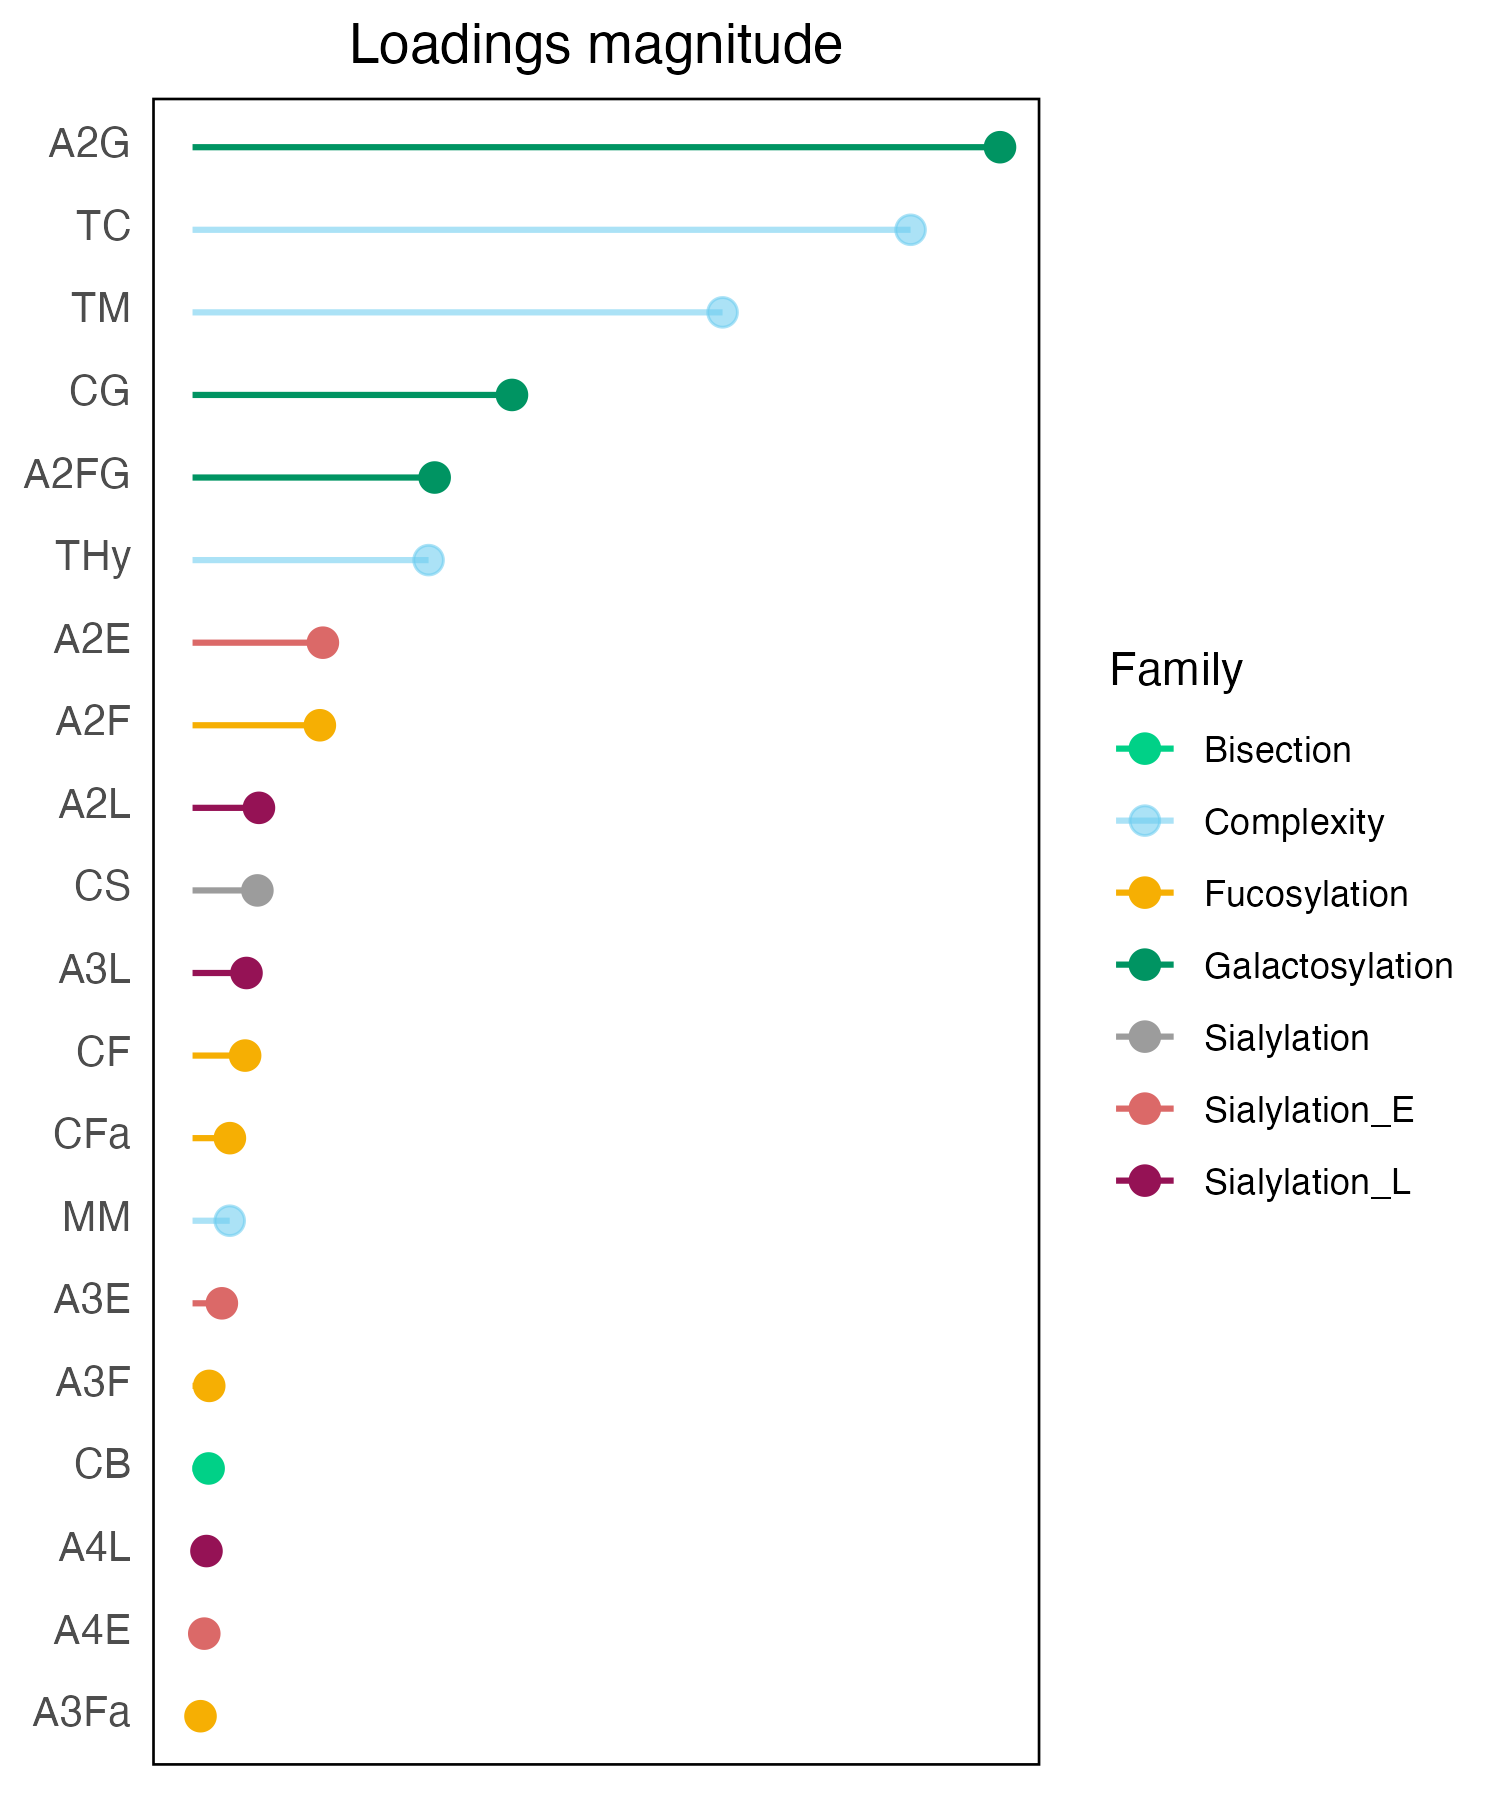 Loadings magnitude
A2G
TC
TM
CG
A2FG
THy
A2E
A2F
A2L
CS
A3L
CF
CFa
MM
A3E
A3F
CB
A4L
A4E
A3Fa
Family
Bisection
Complexity
Fucosylation
Galactosylation
Sialylation
Sialylation_E
Sialylation_L